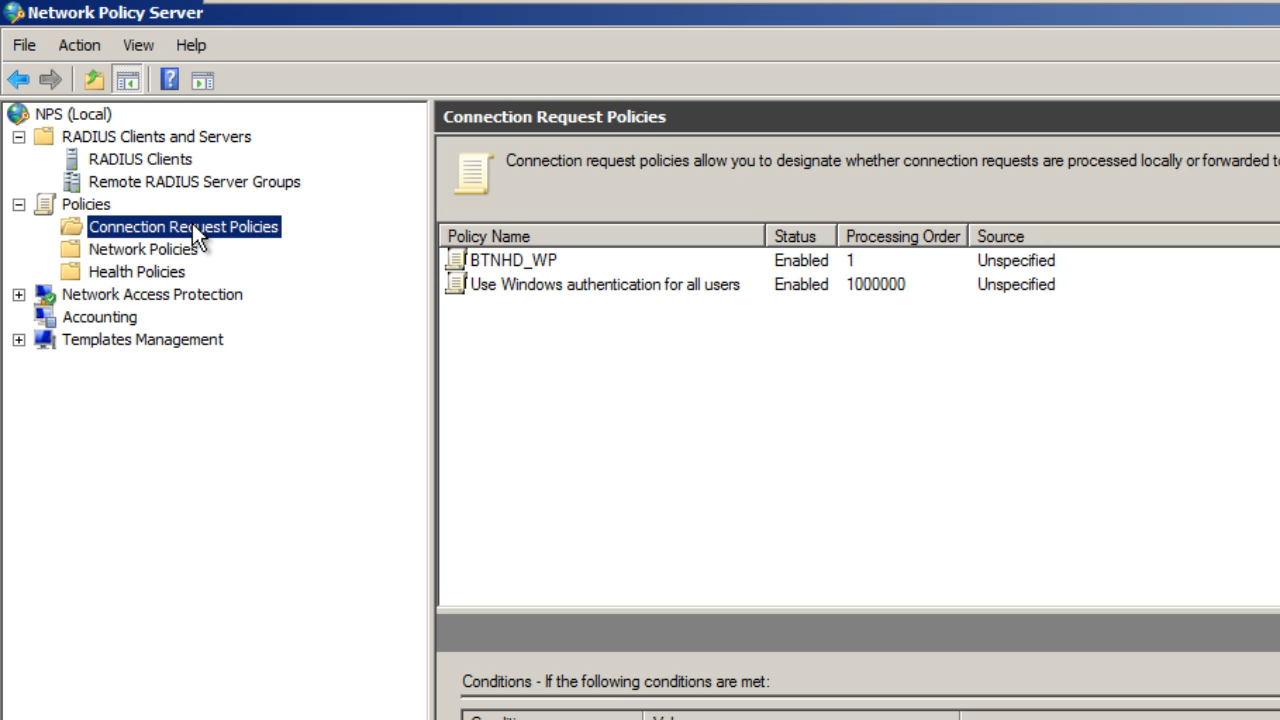 Network Policy Server
File Action View Help
NPS (Local)
RADIUS Clients and Servers
RADIUS Clients
Remote RADIUS Server Groups
Policies
Connection Request Policies
Network Policies
Health Policies
Network Access Protection
Accounting
Templates Management
Connection Request Policies
Connection request policies allow you to designate whether connection requests are processed locally or forwarded
Policy Name Status Processing Order Source
BTNHD_WP Enabled 1 Unspecified
Use Windows authentication for all users Enabled 1000000 Unspecified
Conditions - If the following conditions are met: